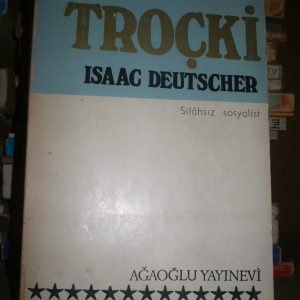 TROÇKİ
ISAAC DEUTSCHER
Silâhsız sosyalist
AĞAOĞLU YAYINEVİ